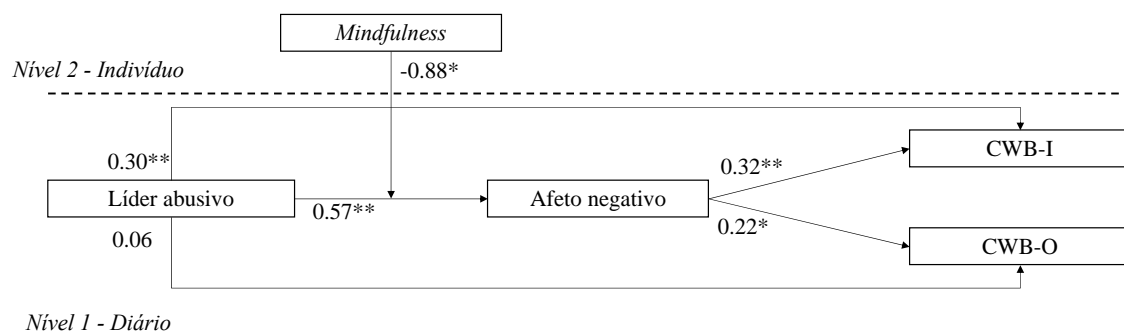 Mindfulness
Nível 2 - Indivíduo
-0.88*
0.30**
CWB-I
0.32**
Líder abusivo
Afeto negativo
0.57**
0.22*
0.06
CWB-O
Nível 1 - Diário